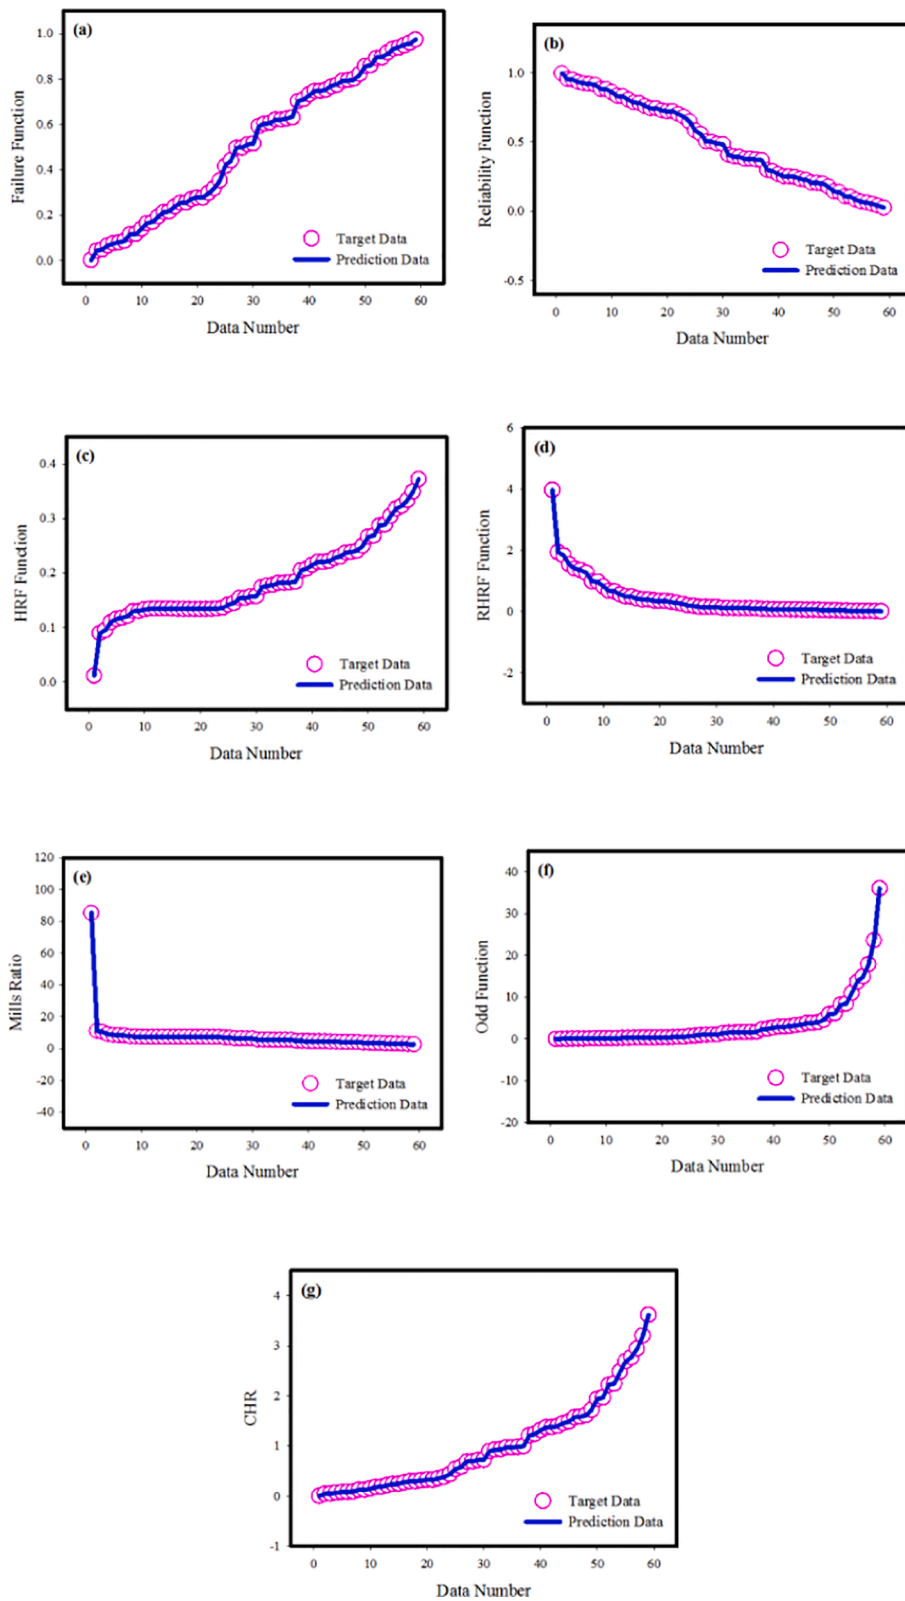 (a)
1.0
0.8
0.6
0.4
0.2
0.0
Failure Function
Target Data
Prediction Data
0 10 20 30 40 50 60
Data Number
(b)
1.0
0.5
0.0
-0.5
Reliability Function
Target Data
Prediction Data
0 10 20 30 40 50 60
Data Number
(c)
0.4
0.3
0.2
0.1
0.0
HRF Function
Target Data
Prediction Data
0 10 20 30 40 50 60
Data Number
(d)
6
4
2
0
-2
RHRF Function
Target Data
Prediction Data
0 10 20 30 40 50 60
Data Number
(e)
120
100
80
60
40
20
0
-20
-40
Mills Ratio
Target Data
Prediction Data
0 10 20 30 40 50 60
Data Number
(f)
40
30
20
10
0
-10
-20
Odd Function
Target Data
Prediction Data
0 10 20 30 40 50 60
Data Number
(g)
4
3
2
1
0
-1
CHR
Target Data
Prediction Data
0 10 20 30 40 50 60
Data Number